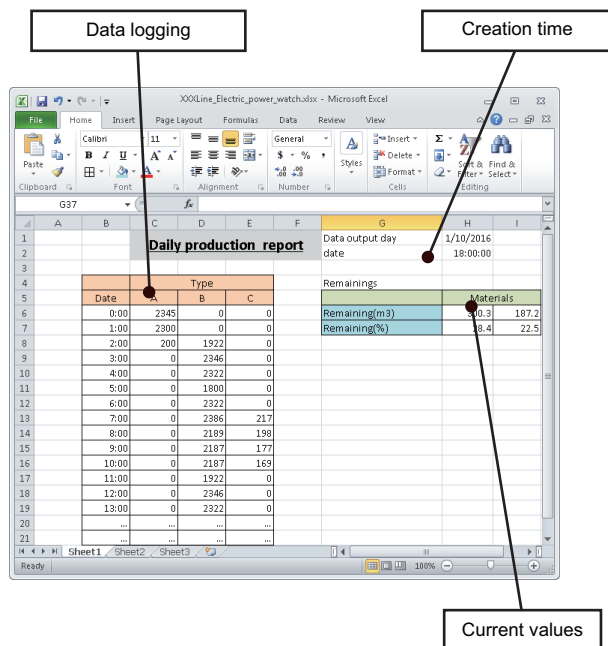 Data logging
Creation time
XXXLine_Electric_power_watch.xlsx - Microsoft Excel
File Home Insert Page Layout Formulas Data Review View
Calibri 11 General Insert
Paste B I U Styles Delete Sort & Find &
Format Filter Select
Clipboard Font Alignment Number Cells Editing
G37 fx
A B C D E F G H I
1 Daily production report Data output day 1/10/2016
2 date 18:00:00
3
4 Type Remainings
5 Date A B C Materials
6 0:00 2345 0 0 Remaining(m3) 187.2
7 1:00 2300 0 0 Remaining(%) 28.4 22.5
8 2:00 200 1922 0
9 3:00 0 2346 0
10 4:00 0 2322 0
11 5:00 0 1800 0
12 6:00 0 2322 0
13 7:00 0 2386 217
14 8:00 0 2189 198
15 9:00 0 2187 177
16 10:00 0 2187 169
17 11:00 0 1922 0
18 12:00 0 2346 0
19 13:00 0 2322 0
20 ... ... ... ...
21 ... ... ... ...
Sheet1 Sheet2 Sheet3
Ready 100%
Current values